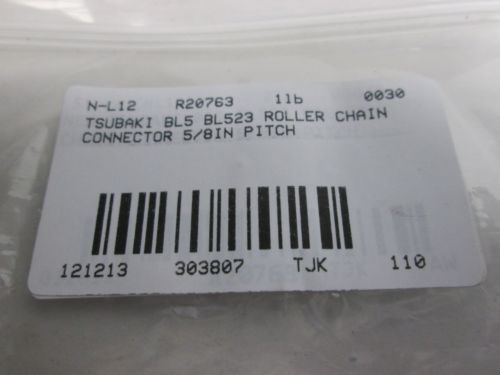 N-L12 R20763 1lb 0030
TSUBAKI BL5 BL523 ROLLER CHAIN
CONNECTOR 5/8IN PITCH
121213 303807 TJK 110